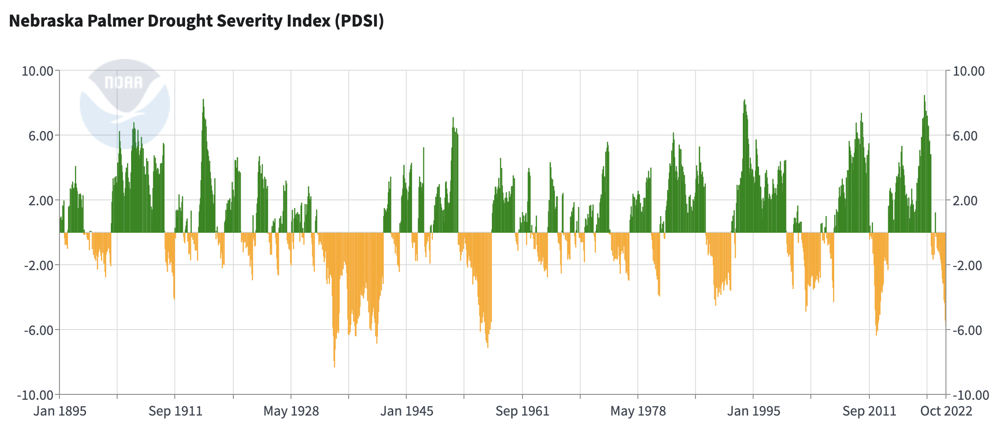 Nebraska Palmer Drought Severity Index (PDSI)
NOAA
10.00 10.00
6.00 6.00
2.00 2.00
-2.00 -2.00
-6.00 -6.00
-10.00 -10.00
Jan 1895 Sep 1911 May 1928 Jan 1945 Sep 1961 May 1978 Jan 1995 Sep 2011 Oct 2022